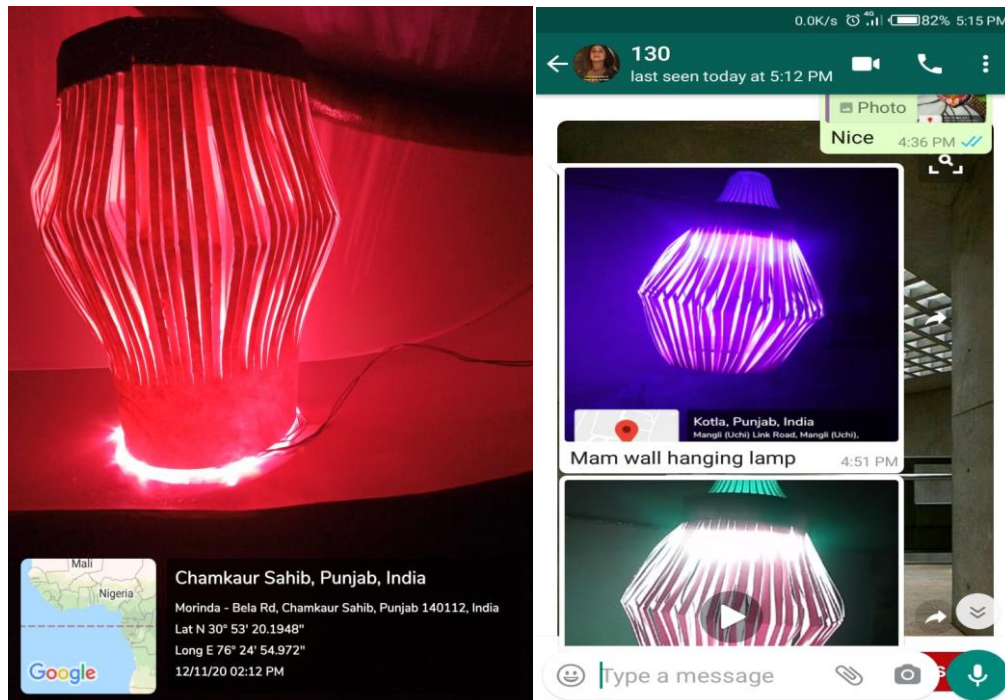 Mali
Nigeria
Google
Chamkaur Sahib, Punjab, India
Morinda - Bela Rd, Chamkaur Sahib, Punjab 140112, India
Lat N 30° 53' 20.1948"
Long E 76° 24' 54.972"
12/11/20 02:12 PM
0.0K/s 4G 82% 5:15 PM
130
last seen today at 5:12 PM
Photo
Nice 4:36 PM
Kotla, Punjab, India
Mangli (Uchi) Link Road, Mangli (Uchi),
Mam wall hanging lamp 4:51 PM
Type a message
S